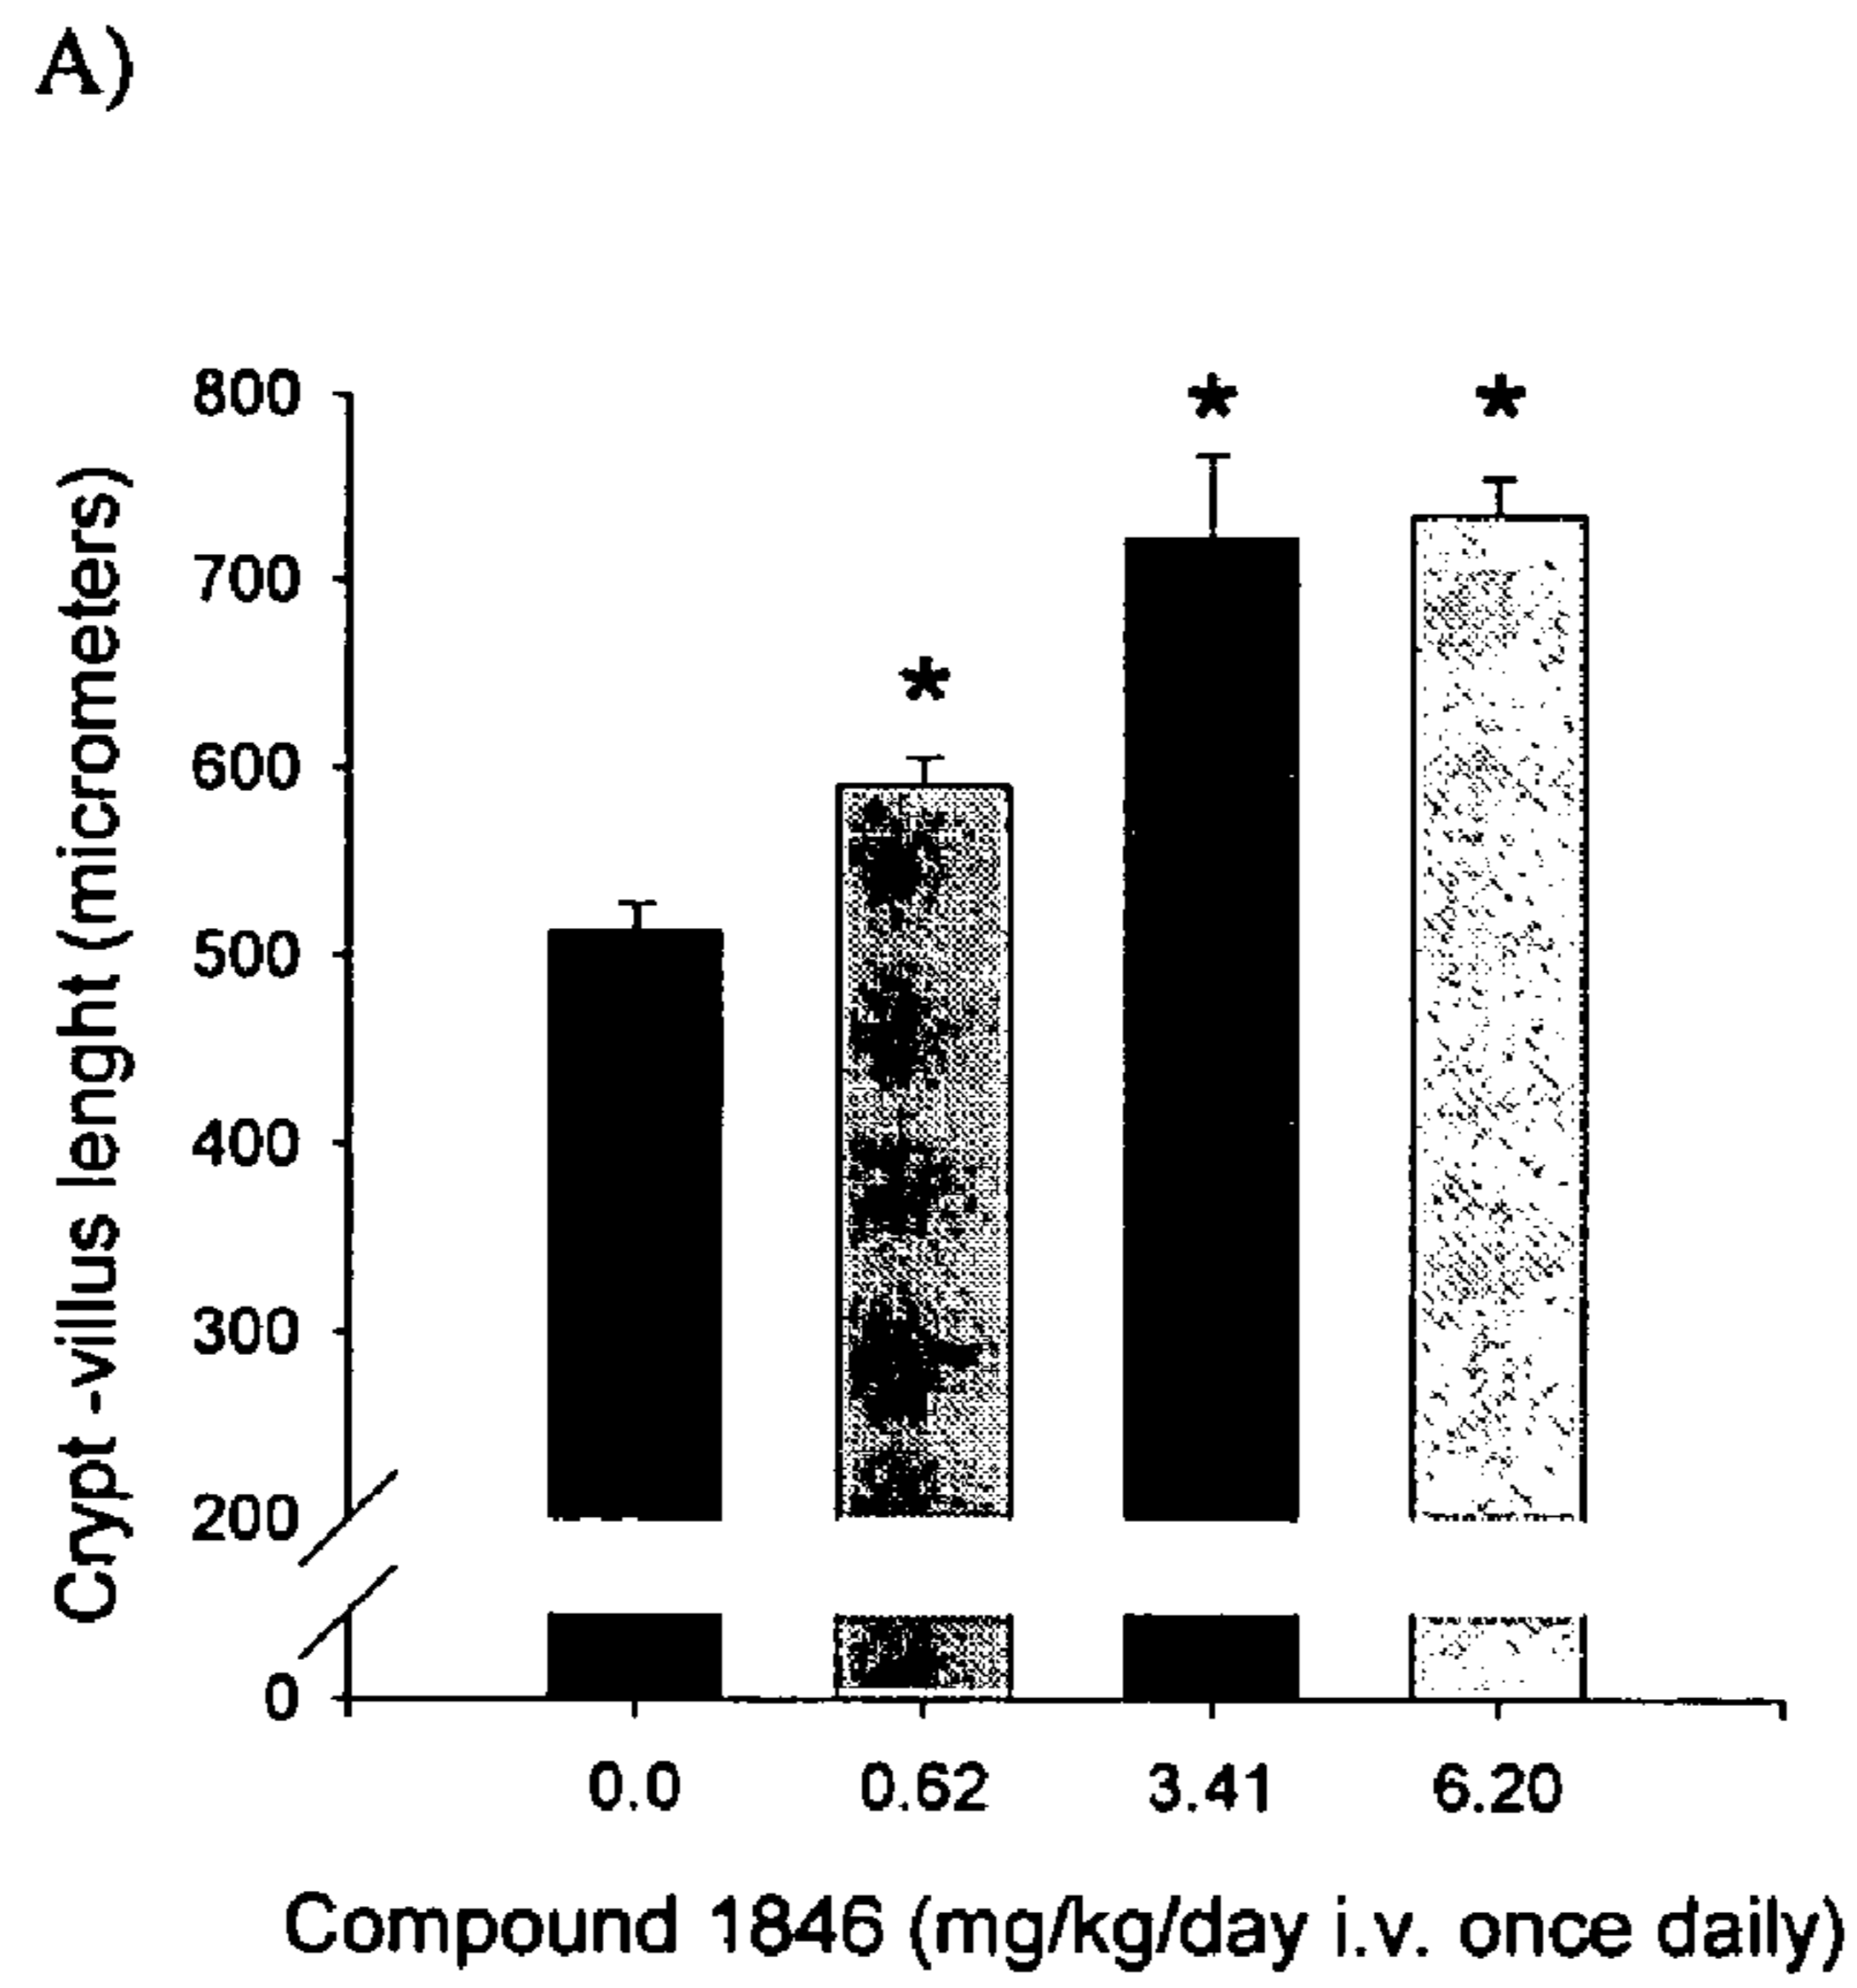 A)
Crypt -villus lenght (micrometers)
800
700
600
500
400
300
200
0
*
*
*
0.0 0.62 3.41 6.20
Compound 1846 (mg/kg/day i.v. once daily)